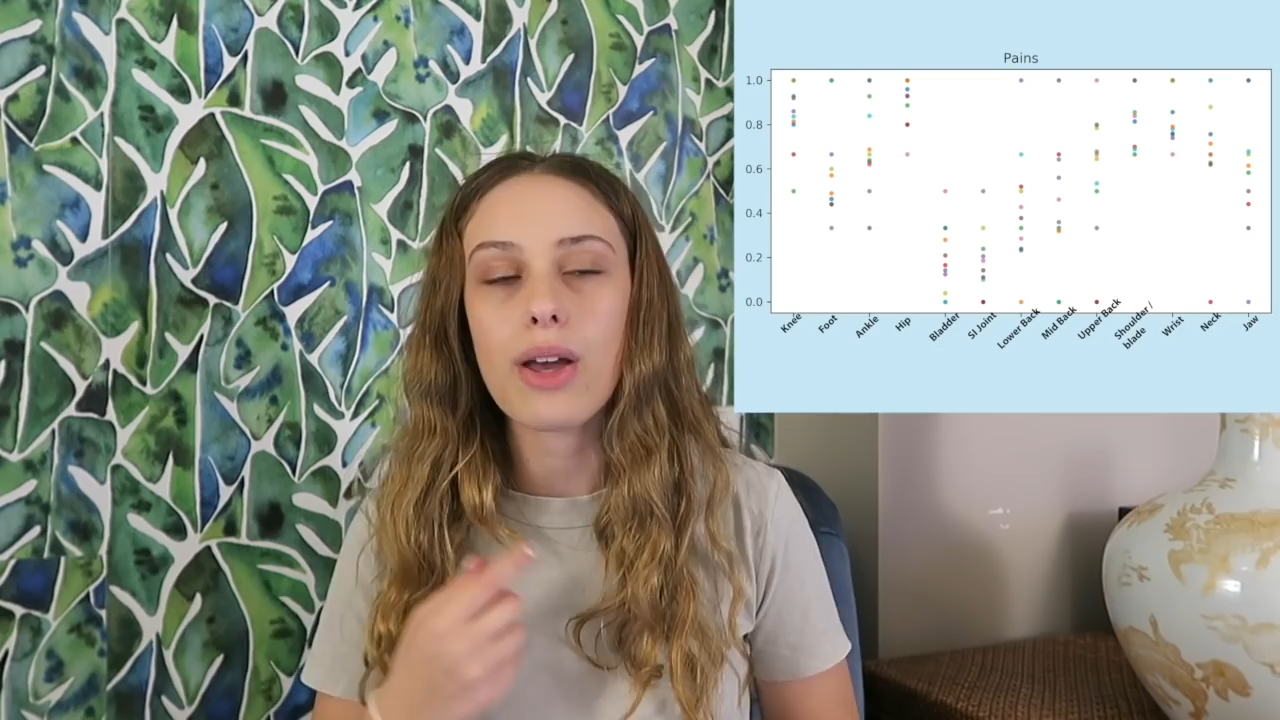 Pains
1.0
0.8
0.6
0.4
0.2
0.0
Knee
Foot
Ankle
Hip
Bladder
SI Joint
Lower Back
Mid Back
Upper Back
Shoulder /
blade
Wrist
Neck
Jaw